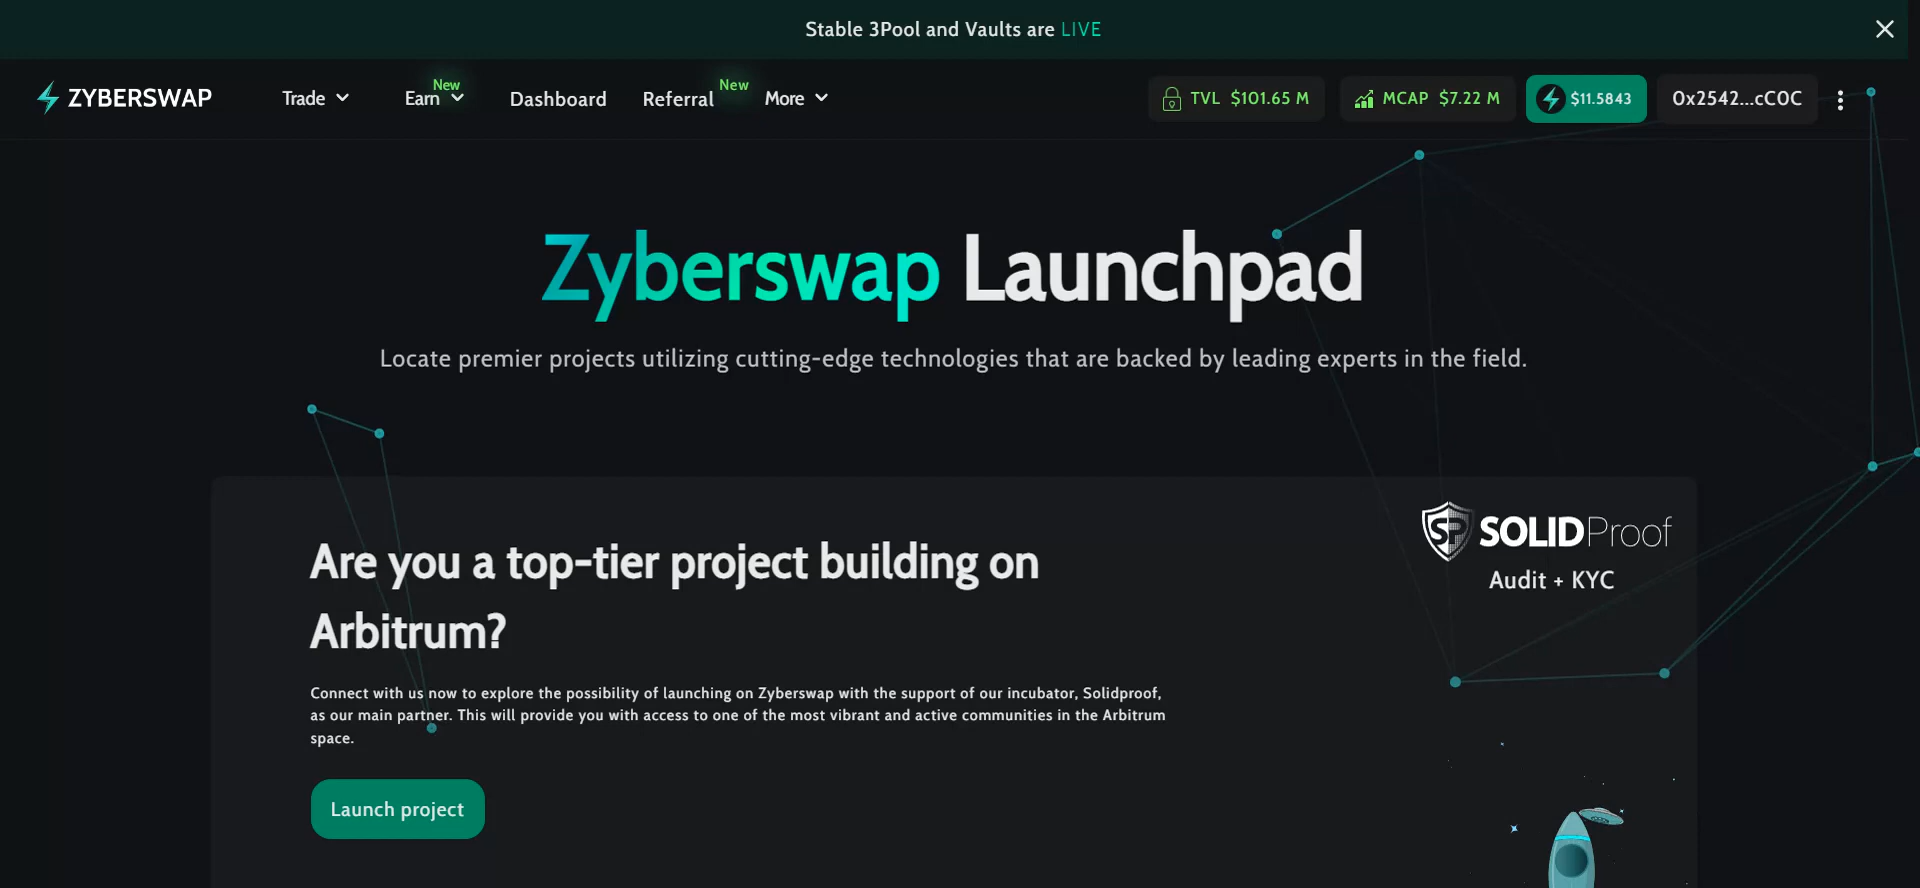 Stable 3Pool and Vaults are LIVE
ZYBERSWAP
Trade
Earn New
Dashboard
Referral New
More
TVL $101.65 M
MCAP $7.22 M
$11.5843
0x2542...cC0C
Zyberswap Launchpad
Locate premier projects utilizing cutting-edge technologies that are backed by leading experts in the field.
SP SOLIDProof
Audit + KYC
Are you a top-tier project building on
Arbitrum?
Connect with us now to explore the possibility of launching on Zyberswap with the support of our incubator, Solidproof,
as our main partner. This will provide you with access to one of the most vibrant and active communities in the Arbitrum
space.
Launch project